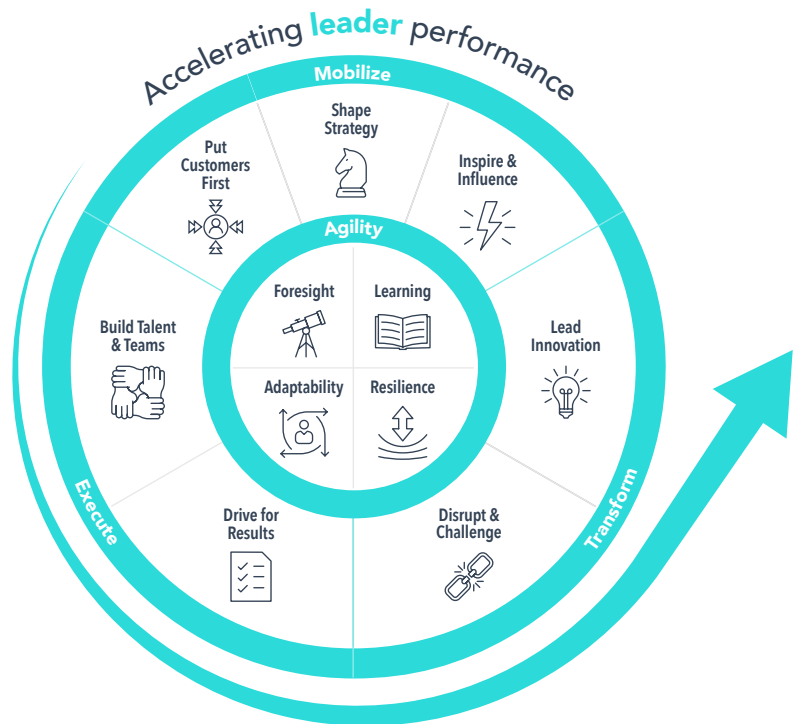 Accelerating leader performance
Mobilize
Shape
Strategy
Put
Customers
First
Inspire &
Influence
Agility
Foresight
Learning
Build Talent
& Teams
Lead
Innovation
Adaptability
Resilience
Execute
Transform
Drive for
Results
Disrupt &
Challenge